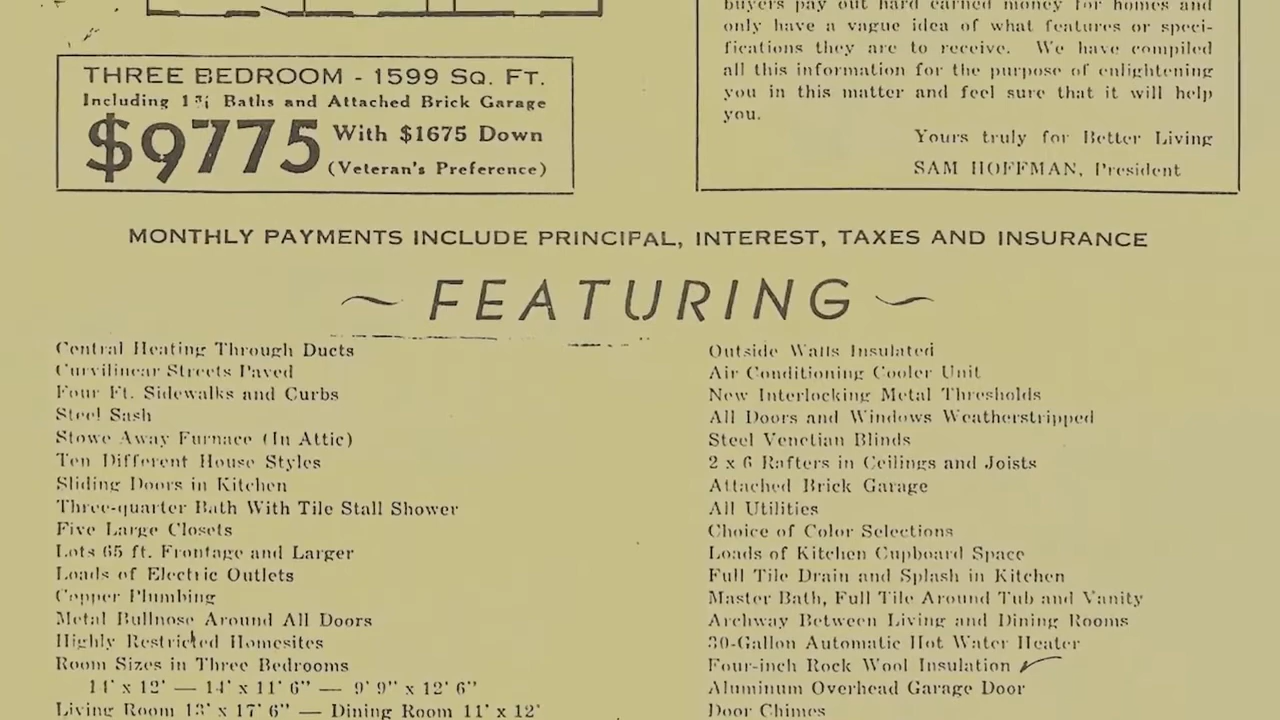 THREE BEDROOM - 1599 SQ. FT.
Including 1¾ Baths and Attached Brick Garage
$9775 With $1675 Down
(Veteran's Preference)
buyers pay out hard earned money for homes and
only have a vague idea of what features or speci-
fications they are to receive. We have compiled
all this information for the purpose of enlightening
you in this matter and feel sure that it will help
you.
Yours truly for Better Living
SAM HOFFMAN, President
MONTHLY PAYMENTS INCLUDE PRINCIPAL, INTEREST, TAXES AND INSURANCE
~ FEATURING ~
Central Heating Through Ducts
Curvilinear Streets Paved
Four Ft. Sidewalks and Curbs
Steel Sash
Stowe Away Furnace (In Attic)
Ten Different House Styles
Sliding Doors in Kitchen
Three-quarter Bath With Tile Stall Shower
Five Large Closets
Lots 65 ft. Frontage and Larger
Loads of Electric Outlets
Copper Plumbing
Metal Bullnose Around All Doors
Highly Restricted Homesites
Room Sizes in Three Bedrooms
14' x 12' — 14' x 11' 6" — 9' 9" x 12' 6"
Living Room 13' x 17' 6" — Dining Room 11' x 12'
Outside Walls Insulated
Air Conditioning Cooler Unit
New Interlocking Metal Thresholds
All Doors and Windows Weatherstripped
Steel Venetian Blinds
2 x 6 Rafters in Ceilings and Joists
Attached Brick Garage
All Utilities
Choice of Color Selections
Loads of Kitchen Cupboard Space
Full Tile Drain and Splash in Kitchen
Master Bath, Full Tile Around Tub and Vanity
Archway Between Living and Dining Rooms
30-Gallon Automatic Hot Water Heater
Four-inch Rock Wool Insulation
Aluminum Overhead Garage Door
Door Chimes